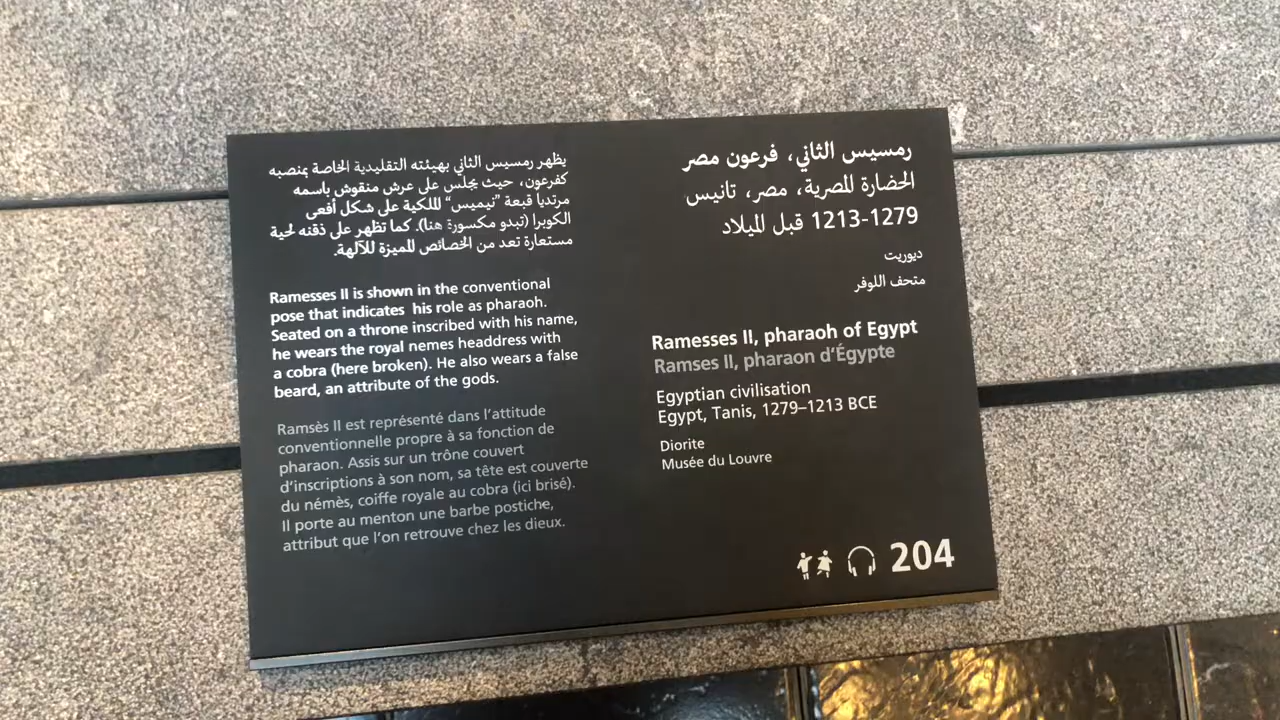 رمسيس الثاني، فرعون مصر
الحضارة المصرية، مصر، تانيس
1213-1279 قبل الميلاد
ديوريت
متحف اللوفر
Ramesses II, pharaoh of Egypt
Ramses II, pharaon d’Égypte
Egyptian civilisation
Egypt, Tanis, 1279–1213 BCE
Diorite
Musée du Louvre
204
يظهر رمسيس الثاني بهيئته التقليدية الخاصة بمنصبه
كفرعون، حيث يجلس على عرش منقوش باسمه
مرتديا قبعة ”نيميس“ الملكية على شكل أفعى
الكوبرا (تبدو مكسورة هنا). كما تظهر على ذقنه لحية
مستعارة تعد من الخصائص المميزة للآلهة.
Ramesses II is shown in the conventional
pose that indicates his role as pharaoh.
Seated on a throne inscribed with his name,
he wears the royal nemes headdress with
a cobra (here broken). He also wears a false
beard, an attribute of the gods.
Ramsès II est représenté dans l’attitude
conventionnelle propre à sa fonction de
pharaon. Assis sur un trône couvert
d’inscriptions à son nom, sa tête est couverte
du némès, coiffe royale au cobra (ici brisé).
Il porte au menton une barbe postiche,
attribut que l’on retrouve chez les dieux.